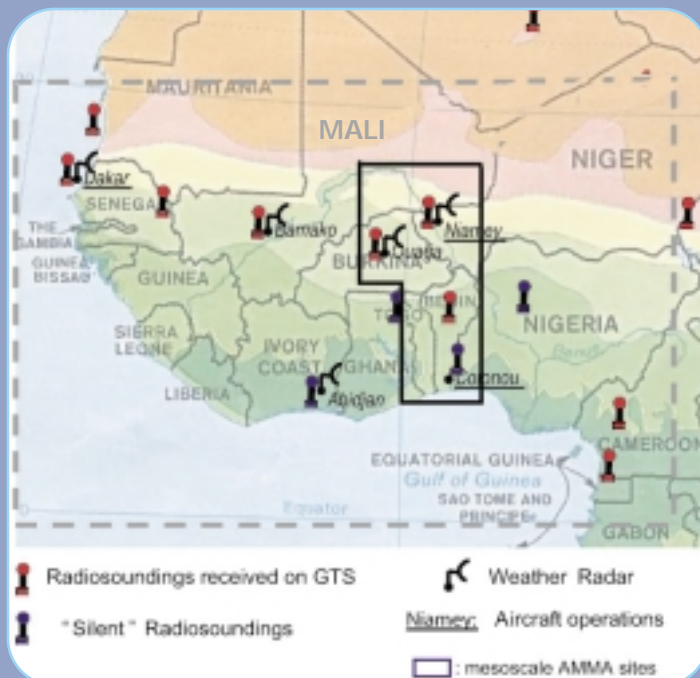 MAURITANIA
MALI
NIGER
Dakar
SENEGAL
Bamako
Niamey
Ouaga
THE
GAMBIA
GUINEA
BISSAU
BURKINA
GUINEA
BENIN
TOGO
NIGERIA
SIERRA
LEONE
IVORY
COAST
GHANA
Benue
LIBERIA
Abidjan
Cotonou
CAMEROON
EQUATORIAL GUINEA
Gulf of Guinea
SAO TOME AND
PRINCIPE
Equator
GABON
Radiosoundings received on GTS
Weather Radar
"Silent" Radiosoundings
Niamey: Aircraft operations
: mesoscale AMMA sites